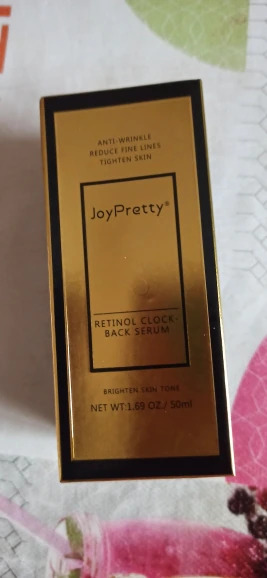 ANTI-WRINKLE
REDUCE FINE LINES
TIGHTEN SKIN
JoyPretty®
RETINOL CLOCK-
BACK SERUM
BRIGHTEN SKIN TONE
NET WT:1.69 OZ / 50ml